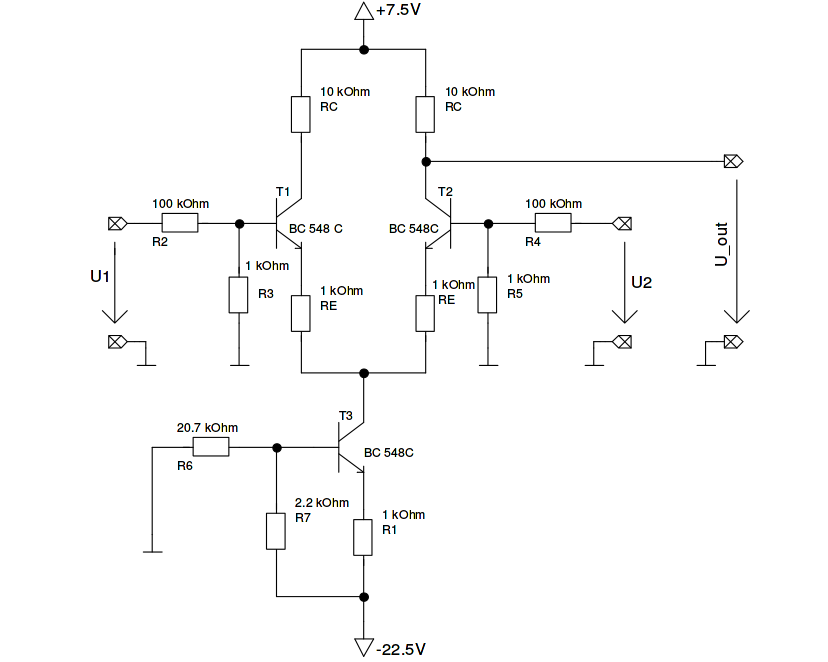 +7.5V
10 kOhm
RC
10 kOhm
RC
T1
T2
100 kOhm
R2
BC 548 C
BC 548C
100 kOhm
R4
U_out
U1
1 kOhm
R3
1 kOhm
RE
1 kOhm
RE
1 kOhm
R5
U2
T3
20.7 kOhm
R6
BC 548C
2.2 kOhm
R7
1 kOhm
R1
-22.5V